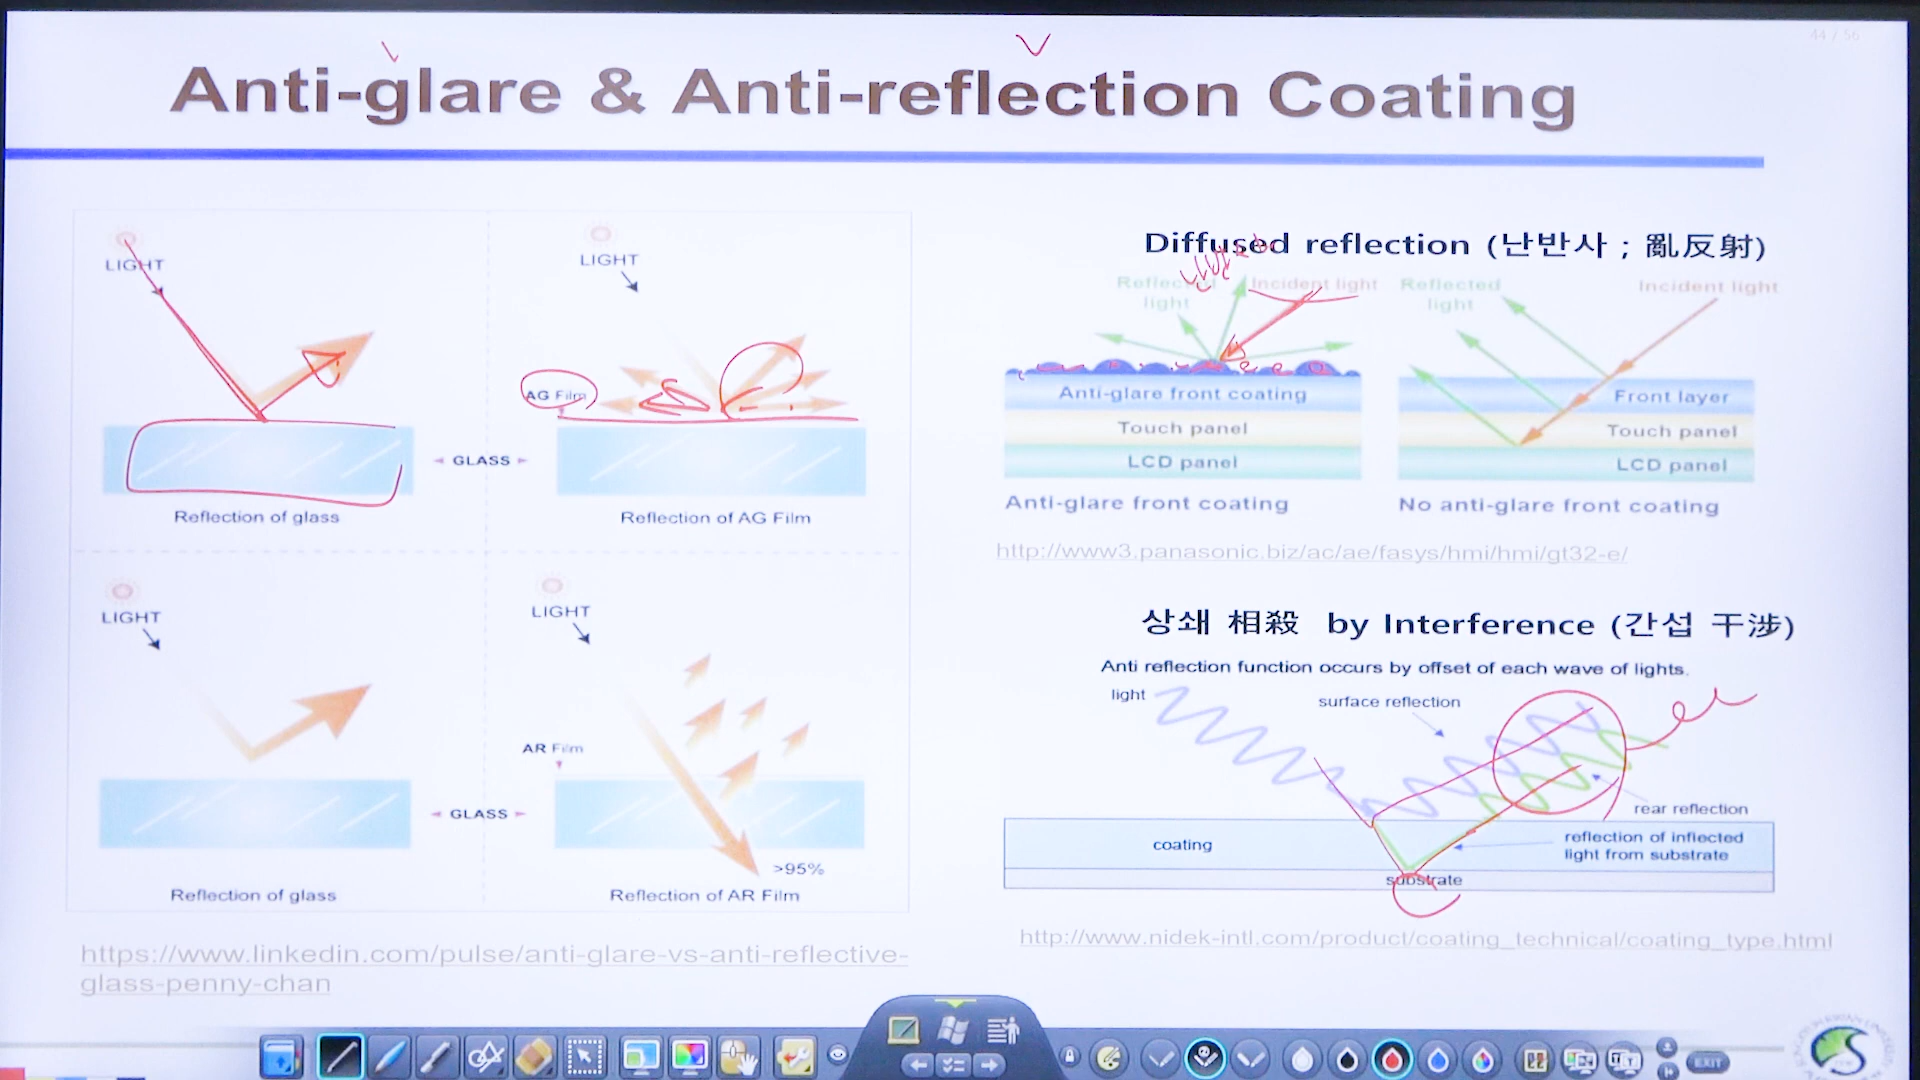 44 / 56
Anti-glare & Anti-reflection Coating
LIGHT
LIGHT
AG Film
GLASS
Reflection of glass
Reflection of AG Film
LIGHT
LIGHT
AR Film
GLASS
>95%
Reflection of glass
Reflection of AR Film
https://www.linkedin.com/pulse/anti-glare-vs-anti-reflective-
glass-penny-chan
Diffused reflection (난반사 ; 亂反射)
Reflected
light
Incident light
Reflected
light
Incident light
Anti-glare front coating
Touch panel
LCD panel
Front layer
Touch panel
LCD panel
Anti-glare front coating
No anti-glare front coating
http://www3.panasonic.biz/ac/ae/fasys/hmi/hmi/gt32-e/
상쇄 相殺 by Interference (간섭 干涉)
Anti reflection function occurs by offset of each wave of lights.
light
surface reflection
rear reflection
coating
reflection of inflected
light from substrate
substrate
http://www.nidek-intl.com/product/coating_technical/coating_type.html
EXIT